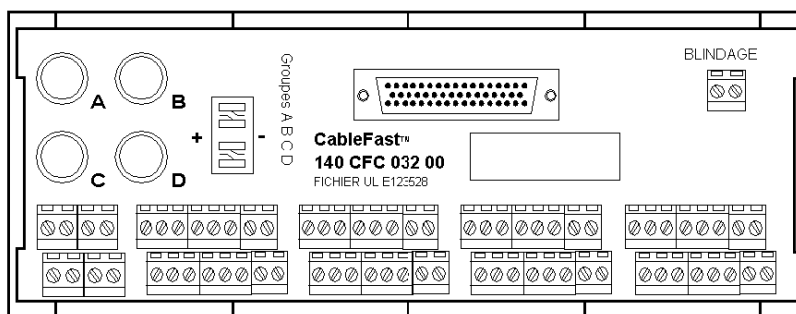 BLINDAGE
A
B
+
-
Groupes A B C D
C
D
CableFast™
140 CFC 032 00
FICHIER UL E123528